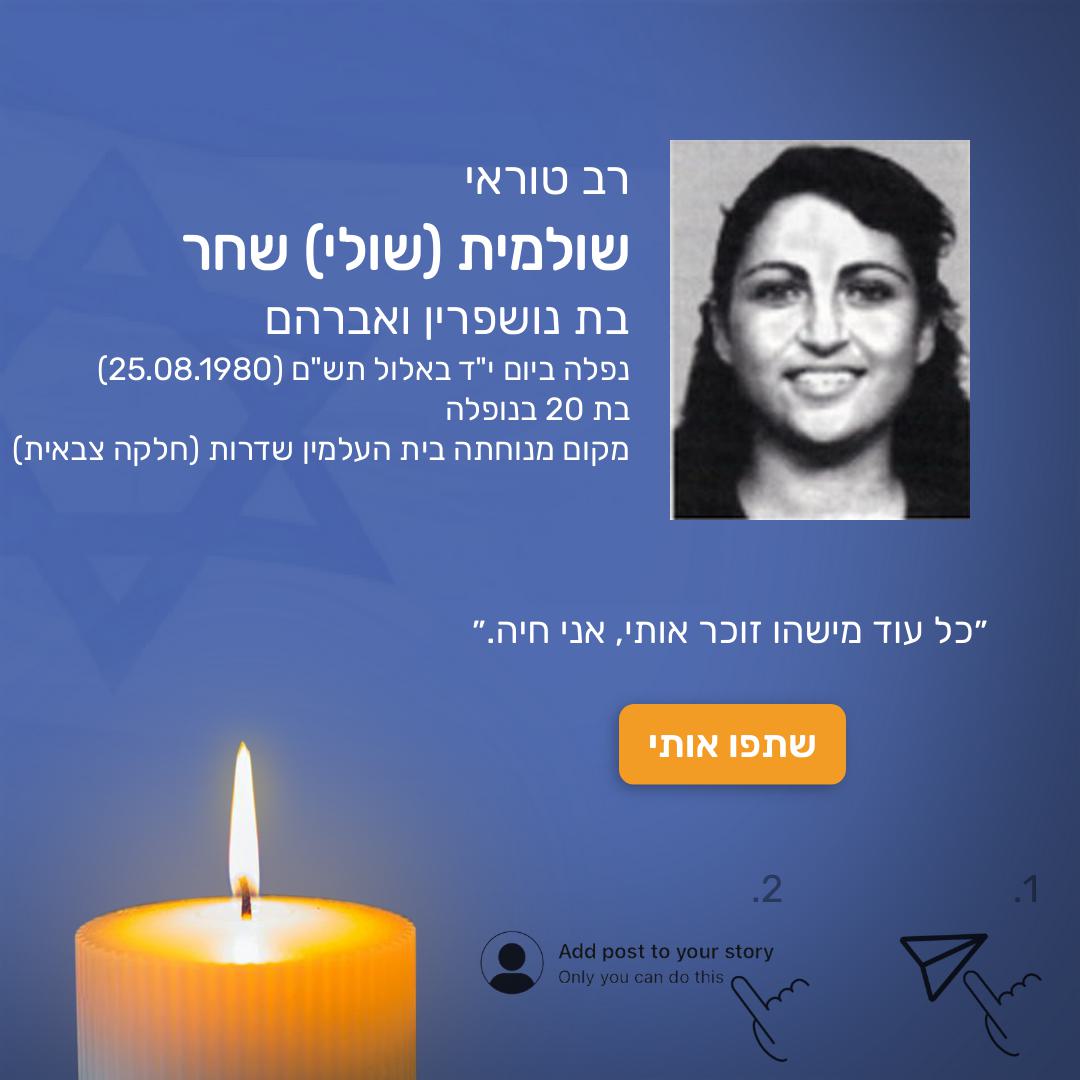 רב טוראי
שולמית (שולי) שחר
בת נושפרין ואברהם
נפלה ביום י"ד באלול תש"ם (25.08.1980)
בת 20 בנופלה
מקום מנוחתה בית העלמין שדרות (חלקה צבאית)
״כל עוד מישהו זוכר אותי, אני חיה.״
שתפו אותי
.1
.2
Add post to your story
Only you can do this